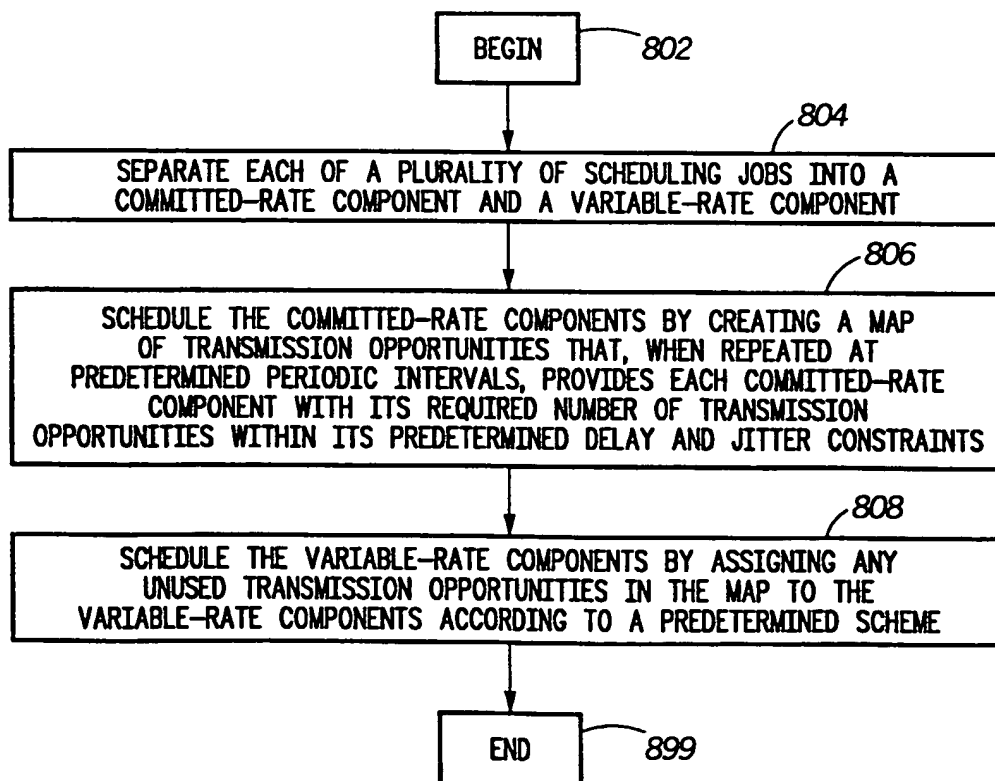 BEGIN 802
804
SEPARATE EACH OF A PLURALITY OF SCHEDULING JOBS INTO A
COMMITTED-RATE COMPONENT AND A VARIABLE-RATE COMPONENT
806
SCHEDULE THE COMMITTED-RATE COMPONENTS BY CREATING A MAP
OF TRANSMISSION OPPORTUNITIES THAT, WHEN REPEATED AT
PREDETERMINED PERIODIC INTERVALS, PROVIDES EACH COMMITTED-RATE
COMPONENT WITH ITS REQUIRED NUMBER OF TRANSMISSION
OPPORTUNITIES WITHIN ITS PREDETERMINED DELAY AND JITTER CONSTRAINTS
808
SCHEDULE THE VARIABLE-RATE COMPONENTS BY ASSIGNING ANY
UNUSED TRANSMISSION OPPORTUNITIES IN THE MAP TO THE
VARIABLE-RATE COMPONENTS ACCORDING TO A PREDETERMINED SCHEME
END 899